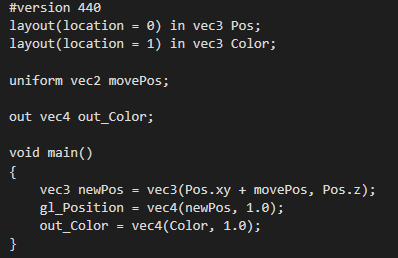 #version 440
layout(location = 0) in vec3 Pos;
layout(location = 1) in vec3 Color;

uniform vec2 movePos;

out vec4 out_Color;

void main()
{
    vec3 newPos = vec3(Pos.xy + movePos, Pos.z);
    gl_Position = vec4(newPos, 1.0);
    out_Color = vec4(Color, 1.0);
}